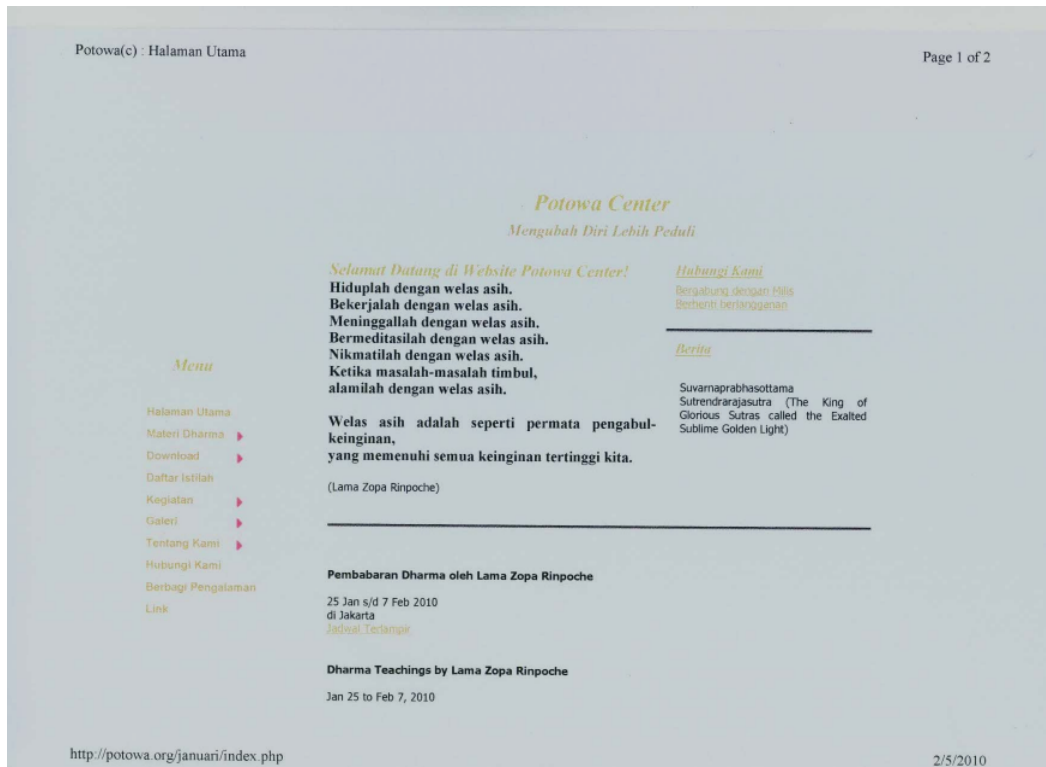 Potowa(c) : Halaman Utama
Page 1 of 2
Potowa Center
Mengubah Diri Lebih Peduli
Menu
Halaman Utama
Materi Dharma
Download
Daftar Istilah
Kegiatan
Galeri
Tentang Kami
Hubungi Kami
Berbagi Pengalaman
Link
Selamat Datang di Website Potowa Center!
Hiduplah dengan welas asih.
Bekerjalah dengan welas asih.
Meninggallah dengan welas asih.
Bermeditasilah dengan welas asih.
Nikmatilah dengan welas asih.
Ketika masalah-masalah timbul,
alamilah dengan welas asih.
Welas asih adalah seperti permata pengabul-
keinginan,
yang memenuhi semua keinginan tertinggi kita.
(Lama Zopa Rinpoche)
Hubungi Kami
Bergabung dengan Milis
Berhenti berlangganan
Berita
Suvarnaprabhasottama
Sutrendrarajasutra (The King of
Glorious Sutras called the Exalted
Sublime Golden Light)
Pembabaran Dharma oleh Lama Zopa Rinpoche
25 Jan s/d 7 Feb 2010
di Jakarta
Jadwal Terlampir
Dharma Teachings by Lama Zopa Rinpoche
Jan 25 to Feb 7, 2010
http://potowa.org/januari/index.php
2/5/2010